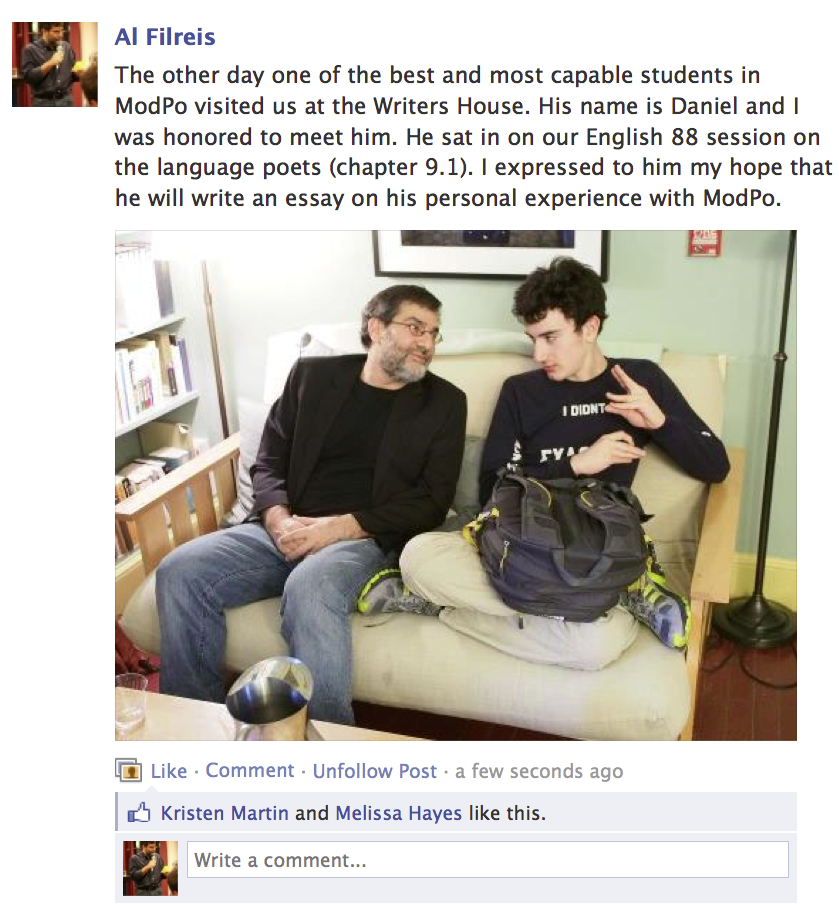 Al Filreis
The other day one of the best and most capable students in
ModPo visited us at the Writers House. His name is Daniel and I
was honored to meet him. He sat in on our English 88 session on
the language poets (chapter 9.1). I expressed to him my hope that
he will write an essay on his personal experience with ModPo.
I DIDNT
Like · Comment · Unfollow Post · a few seconds ago
Kristen Martin and Melissa Hayes like this.
Write a comment...